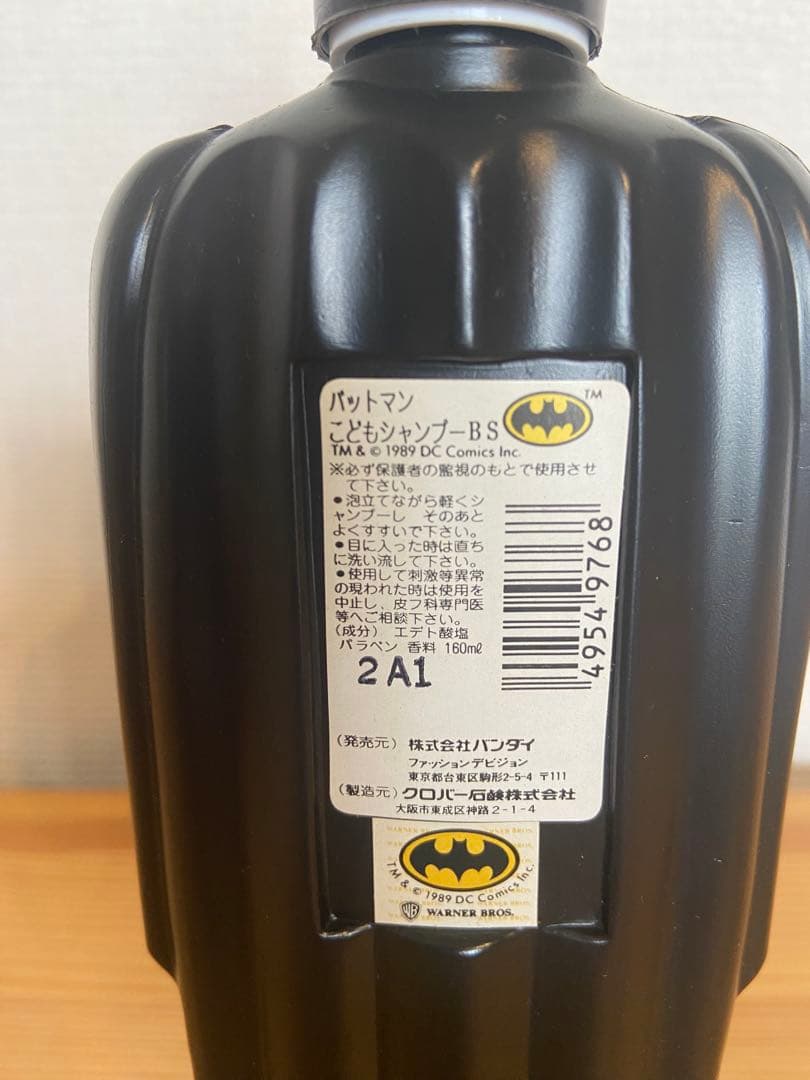 バットマン
こどもシャンプーBS
TM
TM & © 1989 DC Comics Inc.
※必ず保護者の監視のもとで使用させ
て下さい。
●泡立てながら軽くシ
ャンプーし そのあと
よくすすいで下さい。
●目に入った時は直ち
に洗い流して下さい。
●使用して刺激等異常
の現われた時は使用を
中止し、皮フ科専門医
等へご相談下さい。
(成分) エデト酸塩
パラベン 香料 160mℓ
2A1
4954 9768
(発売元) 株式会社バンダイ
ファッションデビジョン
東京都台東区駒形2-5-4 〒111
(製造元) クロバー石鹸株式会社
大阪市東成区神路2-1-4
WARNER BROS. WARNER BROS.
TM & © 1989 DC Comics Inc.
WB WARNER BROS.